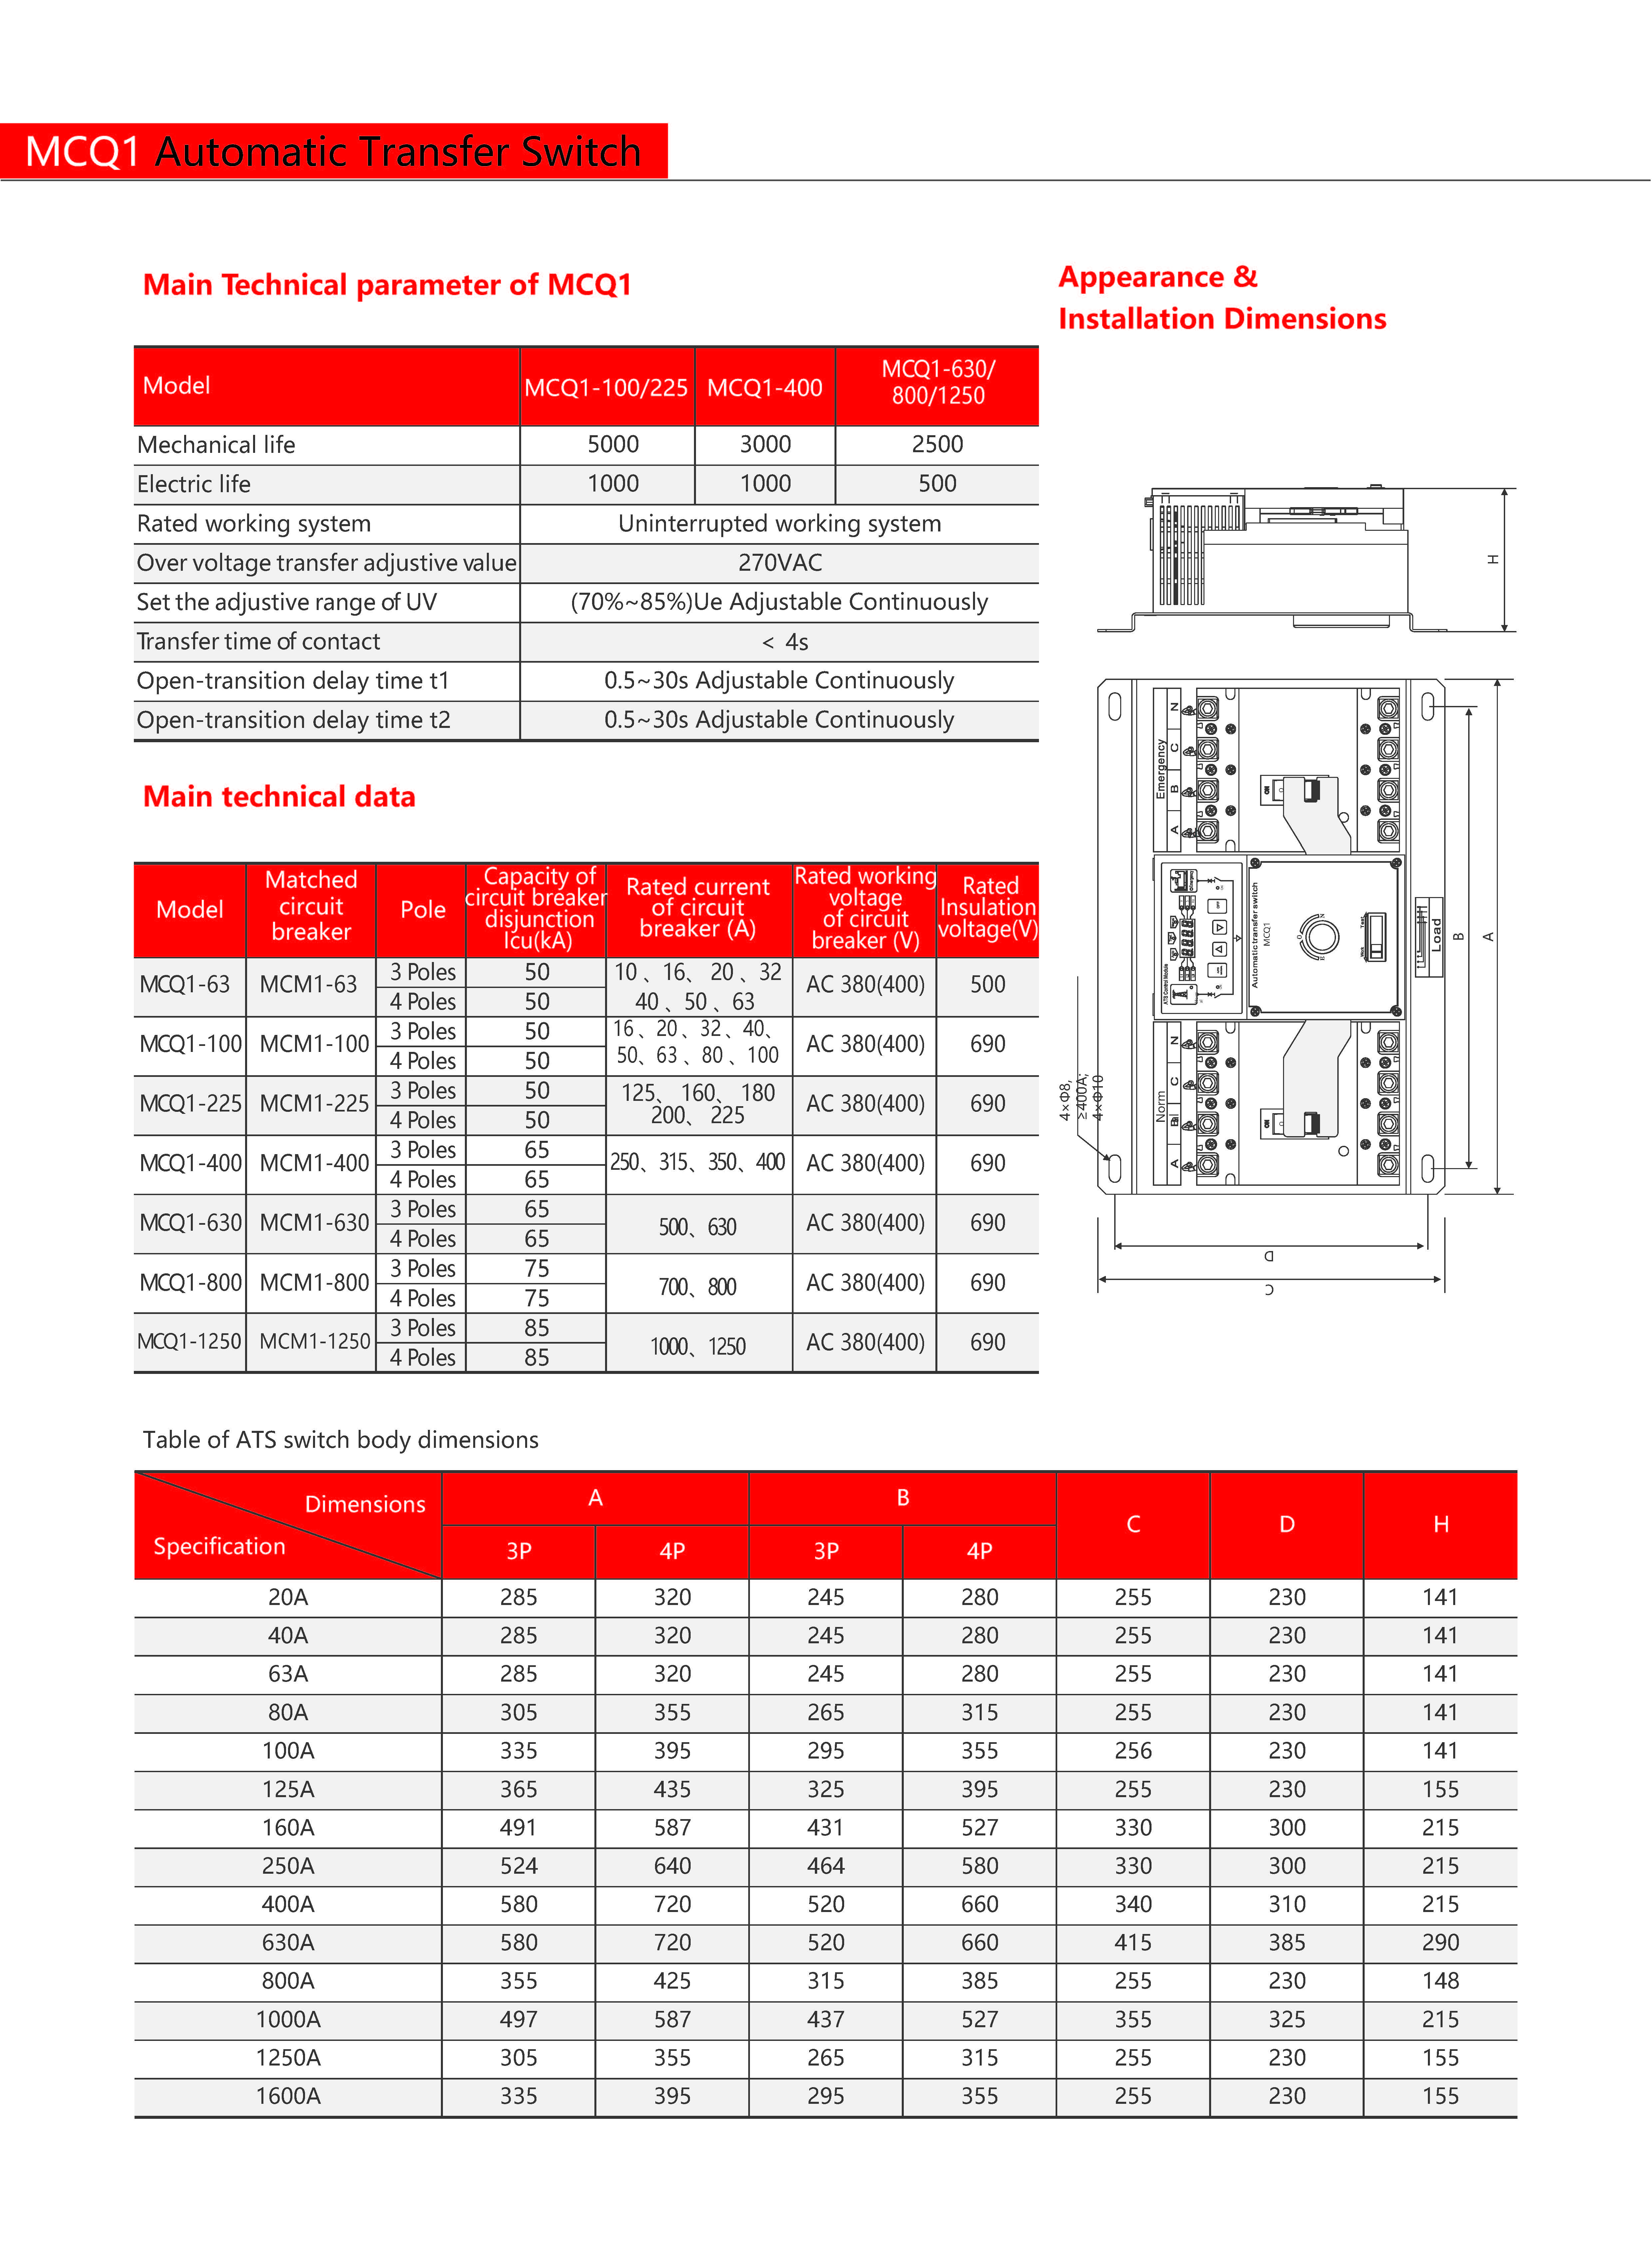 MCQ1 Automatic Transfer Switch
Main Technical parameter of MCQ1
Model MCQ1-100/225 MCQ1-400 MCQ1-630/
800/1250
Mechanical life 5000 3000 2500
Electric life 1000 1000 500
Rated working system Uninterrupted working system
Over voltage transfer adjustive value 270VAC
Set the adjustive range of UV (70%~85%)Ue Adjustable Continuously
Transfer time of contact < 4s
Open-transition delay time t1 0.5~30s Adjustable Continuously
Open-transition delay time t2 0.5~30s Adjustable Continuously
Main technical data
Model
Matched
circuit
breaker
Pole
Capacity of
circuit breaker
disjunction
Icu(kA)
Rated current
of circuit
breaker (A)
Rated working
voltage
of circuit
breaker (V)
Rated
Insulation
voltage(V)
MCQ1-63 MCM1-63 3 Poles 50 10、16、20、32 AC 380(400) 500
4 Poles 50 40、50、63
MCQ1-100 MCM1-100 3 Poles 50 16、20、32、40、 AC 380(400) 690
4 Poles 50 50、63、80、100
MCQ1-225 MCM1-225 3 Poles 50 125、160、180 AC 380(400) 690
4 Poles 50 200、225
MCQ1-400 MCM1-400 3 Poles 65 250、315、350、400 AC 380(400) 690
4 Poles 65
MCQ1-630 MCM1-630 3 Poles 65 500、630 AC 380(400) 690
4 Poles 65
MCQ1-800 MCM1-800 3 Poles 75 700、800 AC 380(400) 690
4 Poles 75
MCQ1-1250 MCM1-1250 3 Poles 85 1000、1250 AC 380(400) 690
4 Poles 85
Appearance &
Installation Dimensions
H
Emergency
N
C
B
A
ATS Control Module
Automatic transfer switch
MCQ1
Load
B
A
Norm
N
C
B
A
4×Φ8,
≥400A:
4×Φ10
D
C
Table of ATS switch body dimensions
Dimensions A B C D H
Specification 3P 4P 3P 4P
20A 285 320 245 280 255 230 141
40A 285 320 245 280 255 230 141
63A 285 320 245 280 255 230 141
80A 305 355 265 315 255 230 141
100A 335 395 295 355 256 230 141
125A 365 435 325 395 255 230 155
160A 491 587 431 527 330 300 215
250A 524 640 464 580 330 300 215
400A 580 720 520 660 340 310 215
630A 580 720 520 660 415 385 290
800A 355 425 315 385 255 230 148
1000A 497 587 437 527 355 325 215
1250A 305 355 265 315 255 230 155
1600A 335 395 295 355 255 230 155